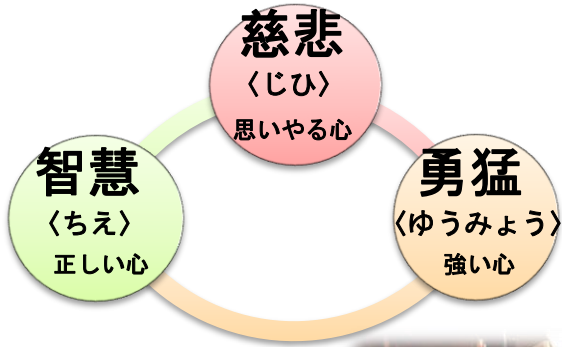 慈悲
〈じひ〉
思いやる心
智慧
〈ちえ〉
正しい心
勇猛
〈ゆうみょう〉
強い心